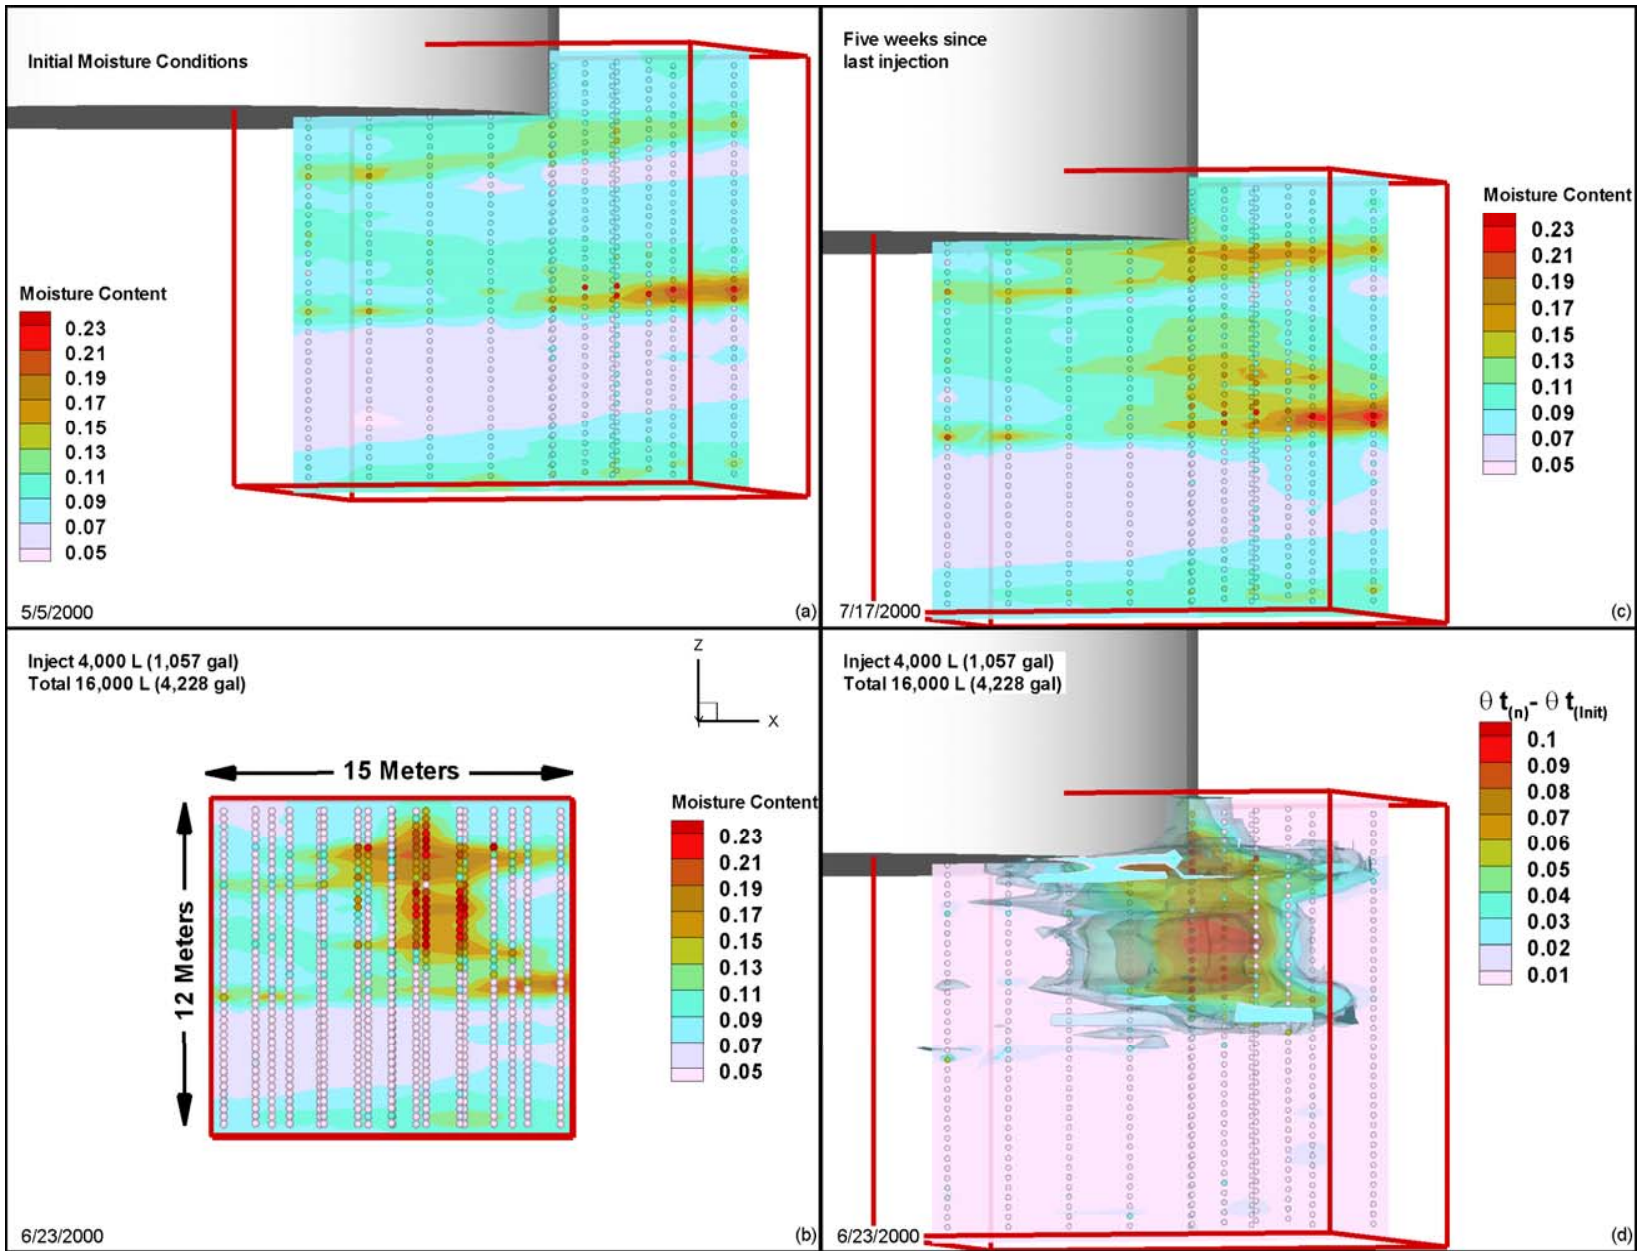 Initial Moisture Conditions
Moisture Content
0.23
0.21
0.19
0.17
0.15
0.13
0.11
0.09
0.07
0.05
5/5/2000
(a)
Five weeks since
last injection
Moisture Content
0.23
0.21
0.19
0.17
0.15
0.13
0.11
0.09
0.07
0.05
7/17/2000
(c)
Inject 4,000 L (1,057 gal)
Total 16,000 L (4,228 gal)
Z
X
15 Meters
12 Meters
Moisture Content
0.23
0.21
0.19
0.17
0.15
0.13
0.11
0.09
0.07
0.05
6/23/2000
(b)
Inject 4,000 L (1,057 gal)
Total 16,000 L (4,228 gal)
θ t(n)- θ t(Init)
0.1
0.09
0.08
0.07
0.06
0.05
0.04
0.03
0.02
0.01
6/23/2000
(d)